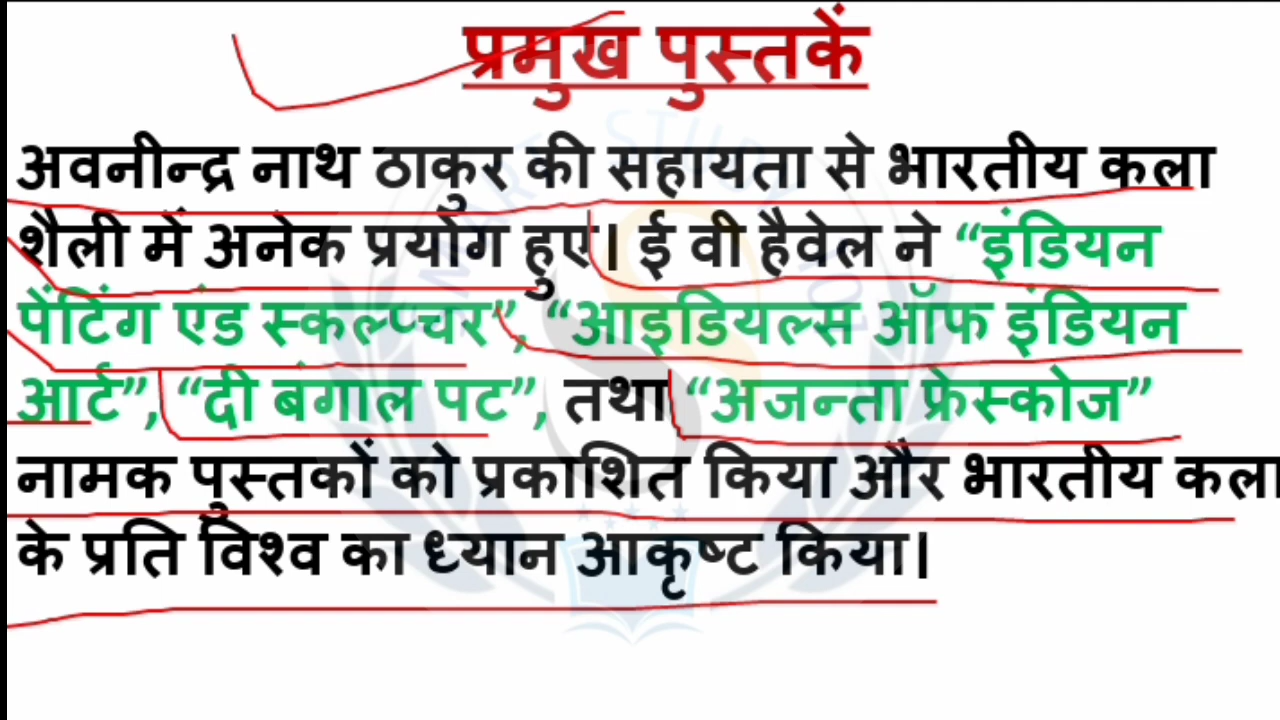 प्रमुख पुस्तकें
अवनीन्द्र नाथ ठाकुर की सहायता से भारतीय कला
शैली में अनेक प्रयोग हुए। ई वी हैवेल ने “इंडियन
पेंटिंग एंड स्कल्प्चर”, “आइडियल्स ऑफ इंडियन
आर्ट”, “दी बंगाल पट”, तथा “अजन्ता फ्रेस्कोज”
नामक पुस्तकों को प्रकाशित किया और भारतीय कला
के प्रति विश्व का ध्यान आकृष्ट किया।